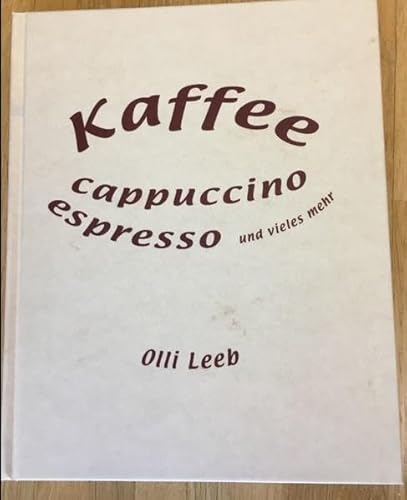 Kaffee
cappuccino
espresso und vieles mehr
Olli Leeb